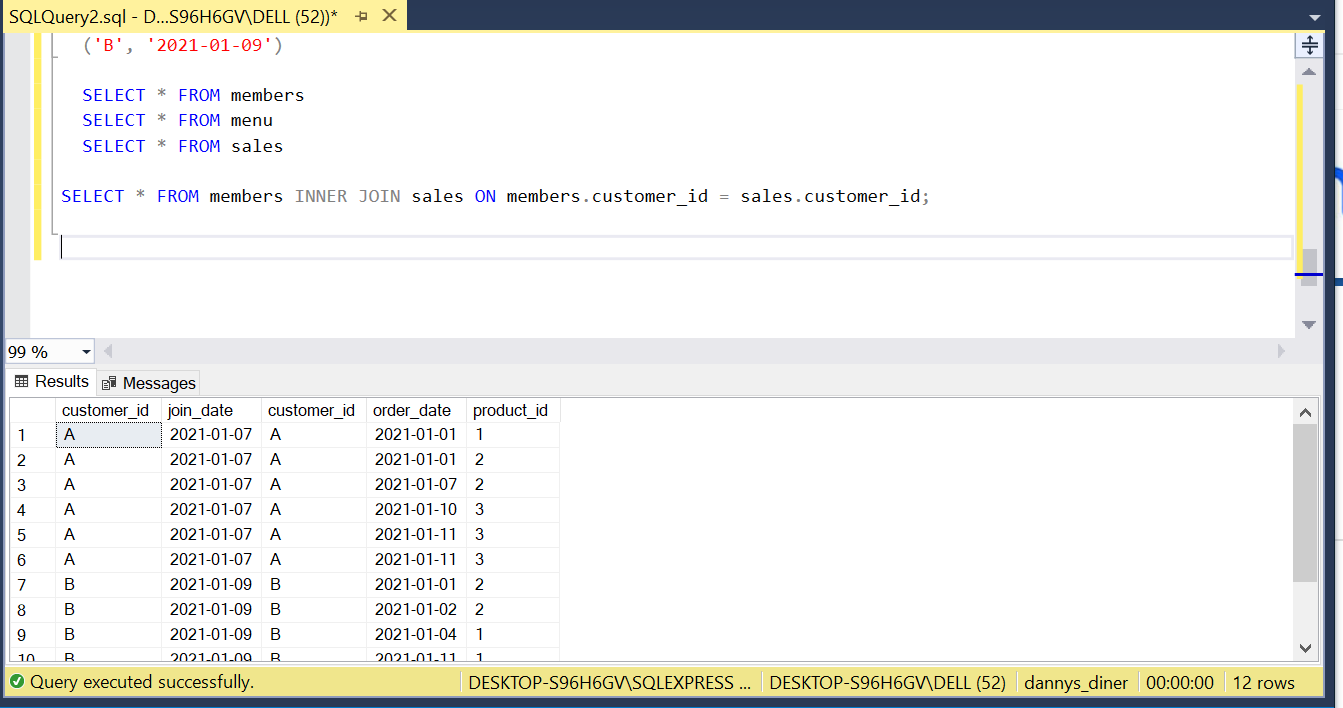 SQLQuery2.sql - D...S96H6GV\DELL (52))*
('B', '2021-01-09')
SELECT * FROM members
SELECT * FROM menu
SELECT * FROM sales
SELECT * FROM members INNER JOIN sales ON members.customer_id = sales.customer_id;
99 %
Results Messages
customer_id join_date customer_id order_date product_id
1 A 2021-01-07 A 2021-01-01 1
2 A 2021-01-07 A 2021-01-01 2
3 A 2021-01-07 A 2021-01-07 2
4 A 2021-01-07 A 2021-01-10 3
5 A 2021-01-07 A 2021-01-11 3
6 A 2021-01-07 A 2021-01-11 3
7 B 2021-01-09 B 2021-01-01 2
8 B 2021-01-09 B 2021-01-02 2
9 B 2021-01-09 B 2021-01-04 1
10 B 2021-01-09 B 2021-01-11 1
Query executed successfully. DESKTOP-S96H6GV\SQLEXPRESS ... DESKTOP-S96H6GV\DELL (52) dannys_diner 00:00:00 12 rows